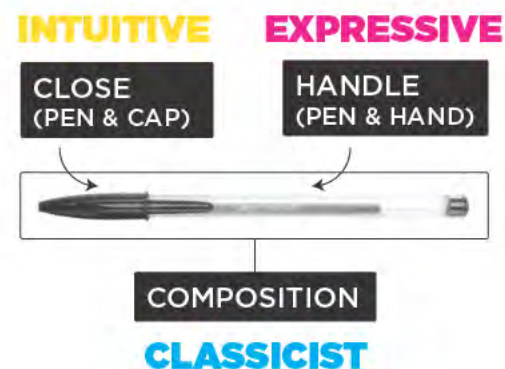 INTUITIVE
EXPRESSIVE
CLOSE
(PEN & CAP)
HANDLE
(PEN & HAND)
COMPOSITION
CLASSICIST